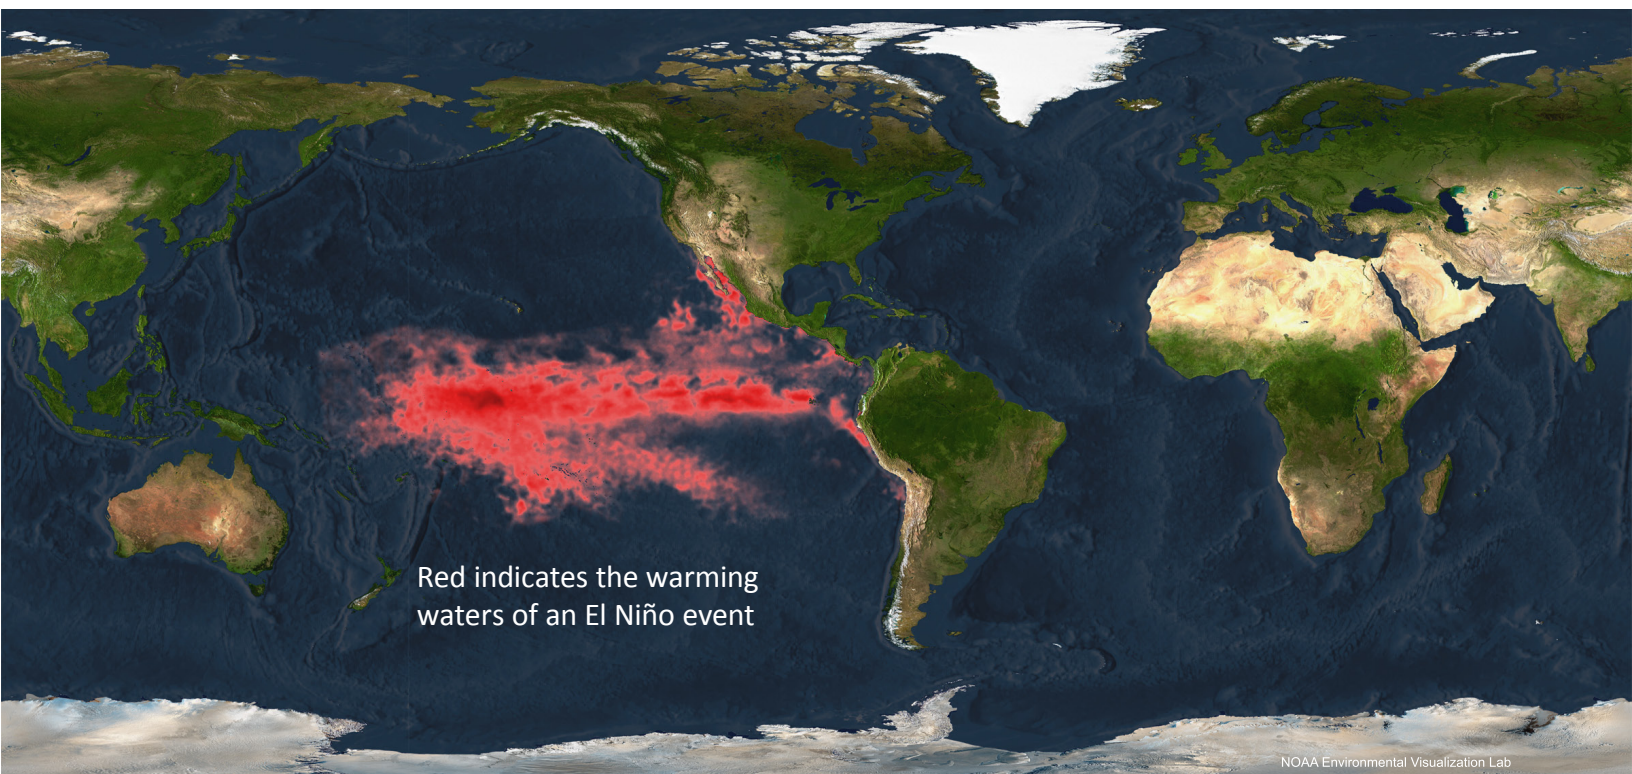 Red indicates the warming
waters of an El Niño event
NOAA Environmental Visualization Lab